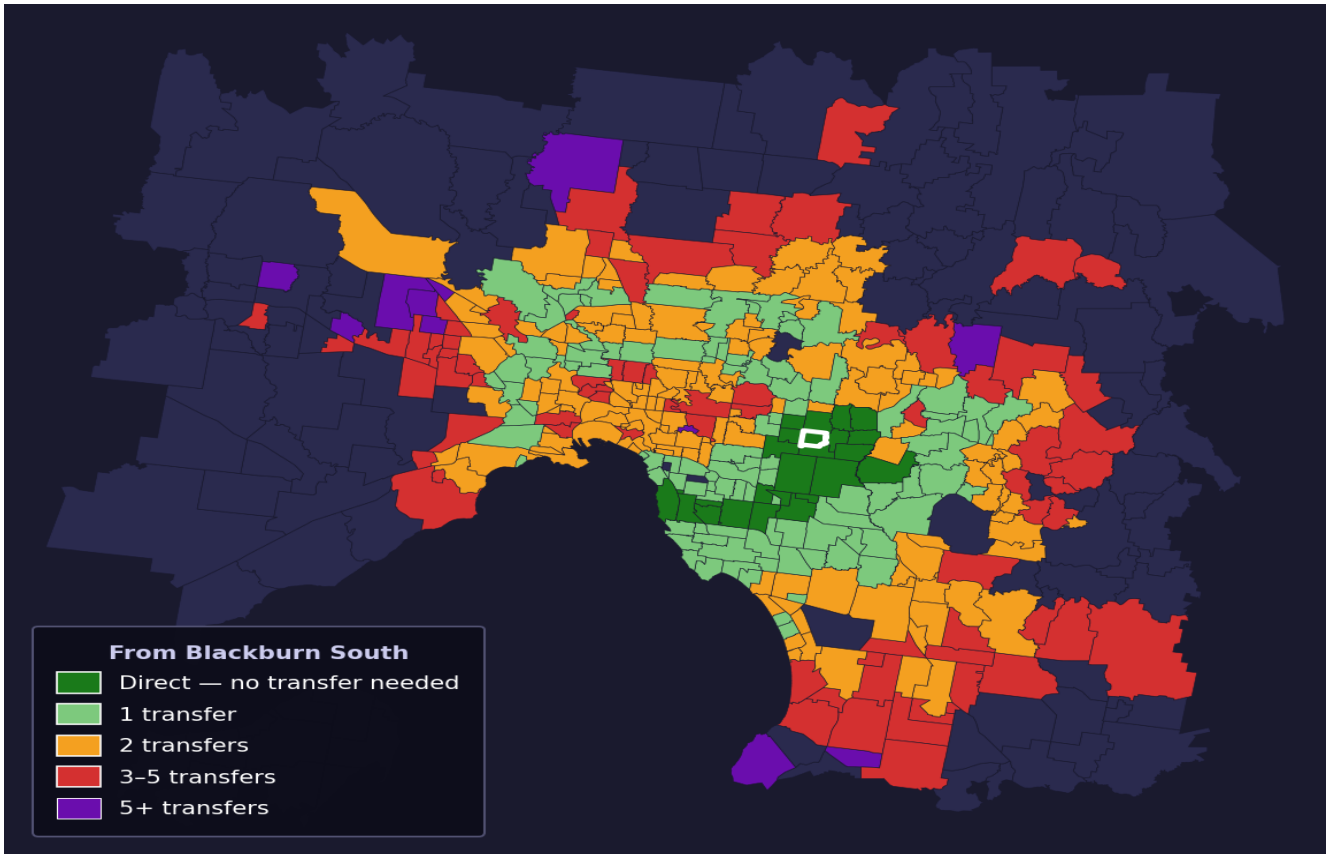 From Blackburn South
Direct — no transfer needed
1 transfer
2 transfers
3–5 transfers
5+ transfers